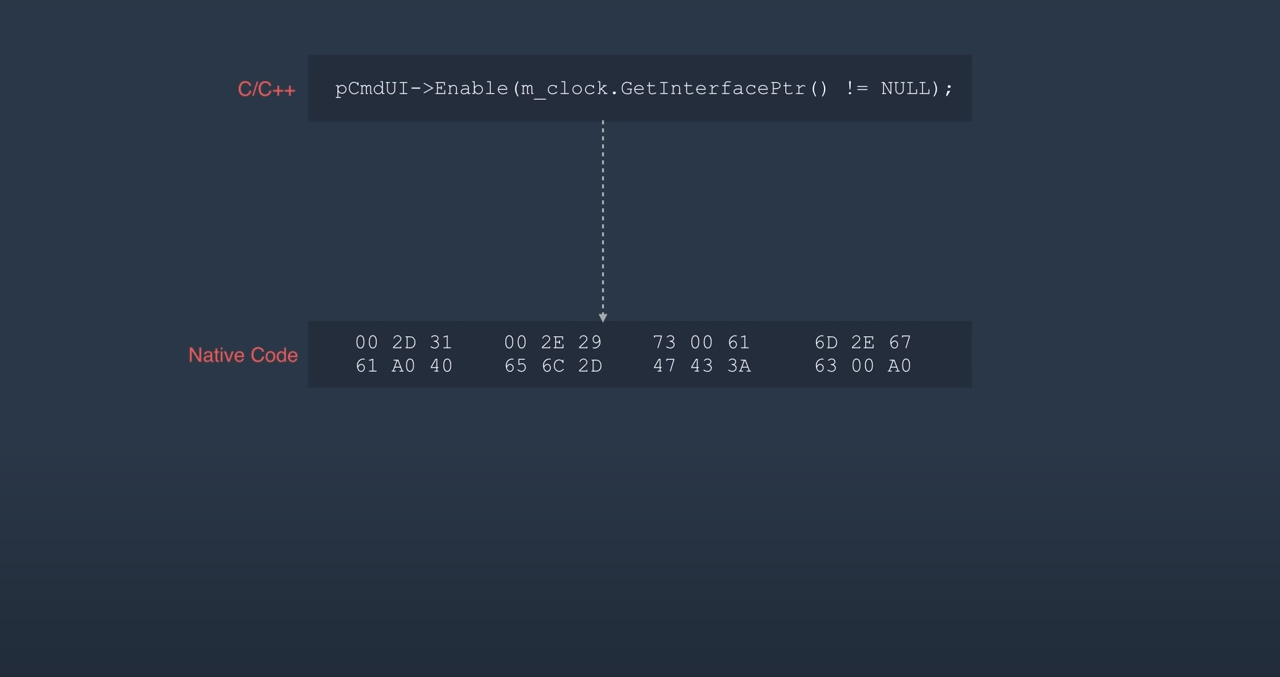 C/C++
pCmdUI->Enable(m_clock.GetInterfacePtr() != NULL);
Native Code
00 2D 31 00 2E 29 73 00 61 6D 2E 67
61 A0 40 65 6C 2D 47 43 3A 63 00 A0